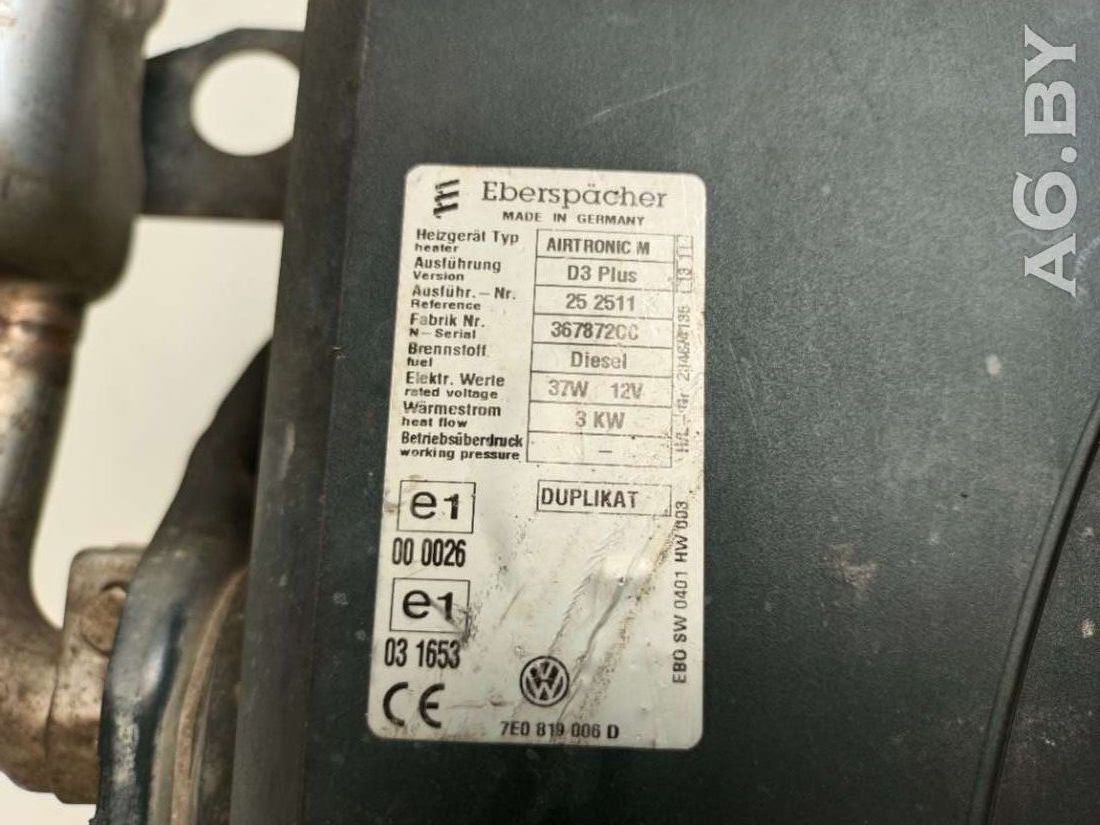 Eberspächer
MADE IN GERMANY
Heizgerät Typ AIRTRONIC M
heater
Ausführung D3 Plus
Version
Ausführ. – Nr. 25 2511
Reference
Fabrik Nr.
N – Serial
Brennstoff Diesel
fuel
Elektr. Werte 37W 12V
rated voltage
Wärmestrom 3 KW
heat flow
Betriebsüberdruck –
working pressure
H/L – Gr
e1 DUPLIKAT
00 0026
e1
03 1653
CE
EBO SW 0401 HW 003
VW
7E0 819 006 D
A6.BY